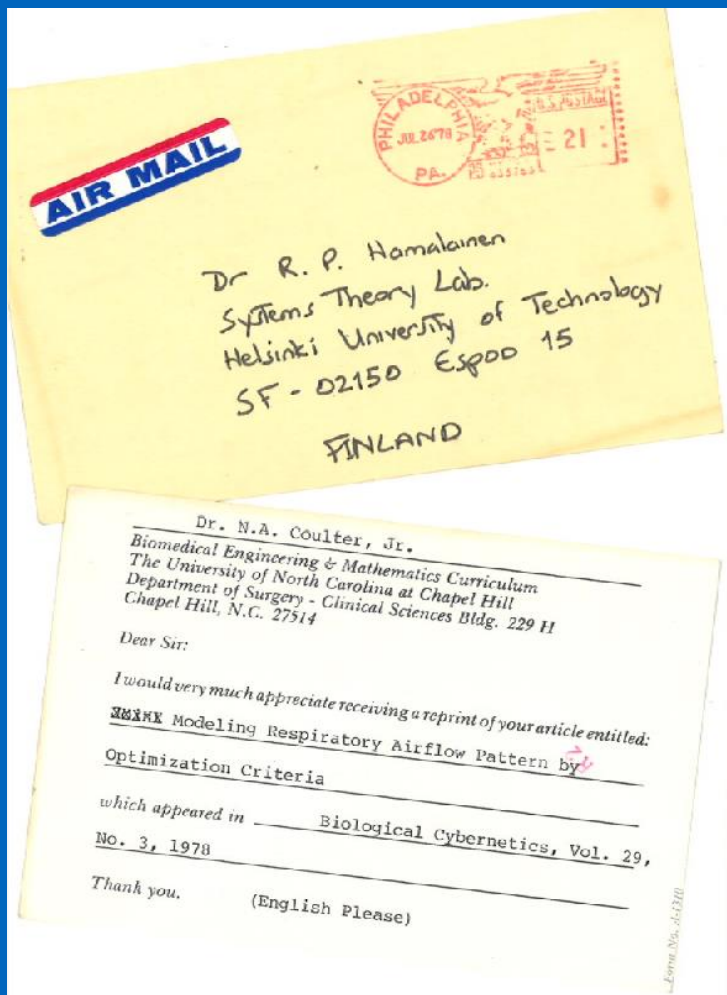 PHILADELPHIA
JUL 26 '78
PA.
U.S. POSTAGE
21
AIR MAIL
Dr R. P. Hamalainen
Systems Theory Lab.
Helsinki University of Technology
SF - 02150 Espoo 15
FINLAND
Dr. N.A. Coulter, Jr.
Biomedical Engineering & Mathematics Curriculum
The University of North Carolina at Chapel Hill
Department of Surgery - Clinical Sciences Bldg. 229 H
Chapel Hill, N.C. 27514
Dear Sir:
I would very much appreciate receiving a reprint of your article entitled:
Modeling Respiratory Airflow Pattern by
Optimization Criteria
which appeared in Biological Cybernetics, Vol. 29,
No. 3, 1978
Thank you. (English Please)
Form No.